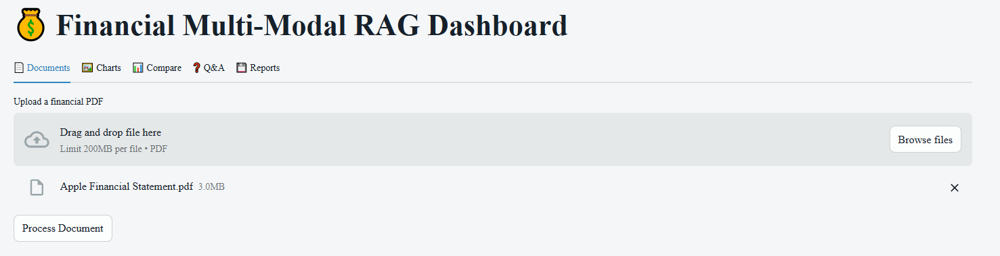 Financial Multi-Modal RAG Dashboard
Documents Charts Compare Q&A Reports
Upload a financial PDF
Drag and drop file here
Limit 200MB per file • PDF
Browse files
Apple Financial Statement.pdf 3.0MB
Process Document